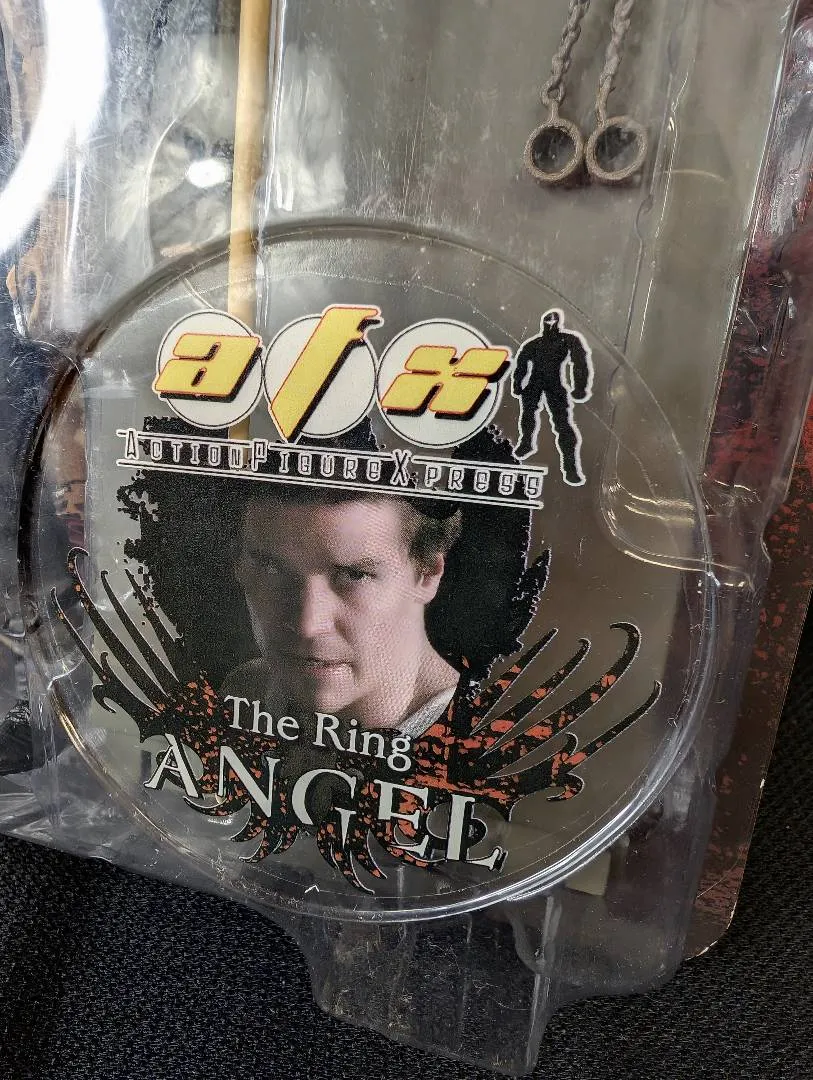 afx
ActionFigureXpress
The Ring
ANGEL